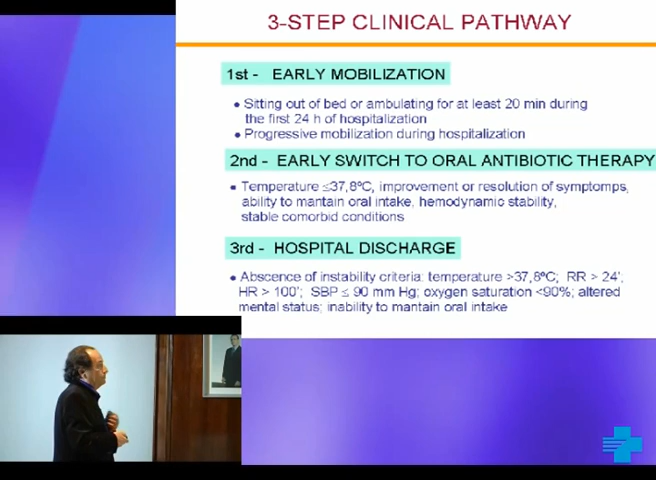 3-STEP CLINICAL PATHWAY
1st - EARLY MOBILIZATION
• Sitting out of bed or ambulating for at least 20 min during
the first 24 h of hospitalization
• Progressive mobilization during hospitalization
2nd - EARLY SWITCH TO ORAL ANTIBIOTIC THERAPY
• Temperature ≤37,8ºC, improvement or resolution of symptomps,
ability to mantain oral intake, hemodynamic stability,
stable comorbid conditions
3rd - HOSPITAL DISCHARGE
• Abscence of instability criteria: temperature >37,8ºC; RR > 24';
HR > 100'; SBP ≤ 90 mm Hg; oxygen saturation <90%; altered
mental status; inability to mantain oral intake